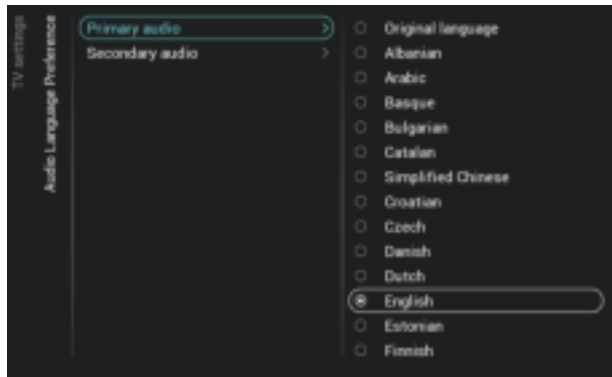 TV settings
Audio Language Preference
Primary audio
Secondary audio
Original language
Albanian
Arabic
Basque
Bulgarian
Catalan
Simplified Chinese
Croatian
Czech
Danish
Dutch
English
Estonian
Finnish